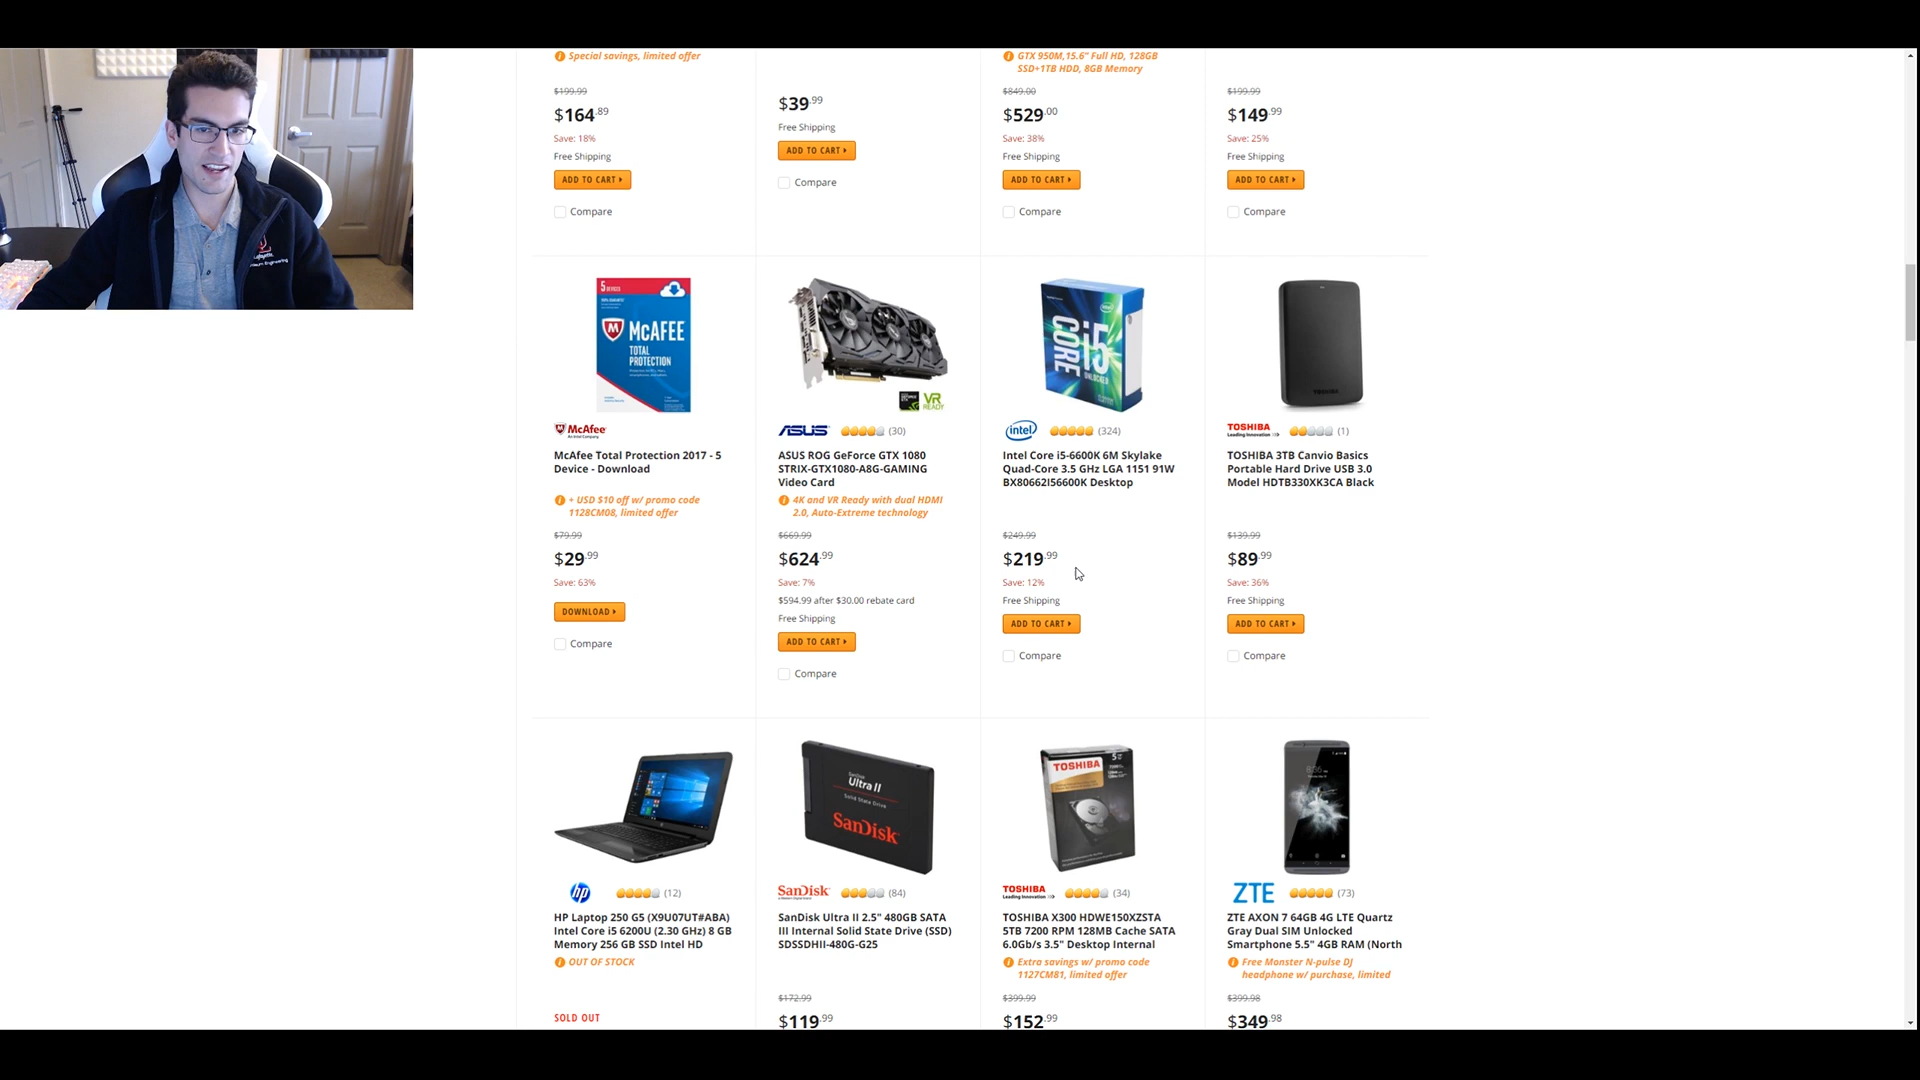 Special savings, limited offer
$199.99
$164.89
Save: 18%
Free Shipping
ADD TO CART
Compare
$39.99
Free Shipping
ADD TO CART
Compare
GTX 950M,15.6" Full HD, 128GB
SSD+1TB HDD, 8GB Memory
$849.00
$529.00
Save: 38%
Free Shipping
ADD TO CART
Compare
$199.99
$149.99
Save: 25%
Free Shipping
ADD TO CART
Compare
Lafayette
5 DEVICES
McAFEE
TOTAL
PROTECTION
McAfee
An Intel Company
McAfee Total Protection 2017 - 5
Device - Download
+ USD $10 off w/ promo code
1128CM08, limited offer
$79.99
$29.99
Save: 63%
DOWNLOAD
Compare
VR
READY
ASUS
(30)
ASUS ROG GeForce GTX 1080
STRIX-GTX1080-A8G-GAMING
Video Card
4K and VR Ready with dual HDMI
2.0, Auto-Extreme technology
$669.99
$624.99
Save: 7%
$594.99 after $30.00 rebate card
Free Shipping
ADD TO CART
Compare
intel
CORE i5
UNLOCKED
intel
(324)
Intel Core i5-6600K 6M Skylake
Quad-Core 3.5 GHz LGA 1151 91W
BX80662I56600K Desktop
$249.99
$219.99
Save: 12%
Free Shipping
ADD TO CART
Compare
TOSHIBA
TOSHIBA
Leading Innovation >>>
(1)
TOSHIBA 3TB Canvio Basics
Portable Hard Drive USB 3.0
Model HDTB330XK3CA Black
$139.99
$89.99
Save: 36%
Free Shipping
ADD TO CART
Compare
hp
(12)
HP Laptop 250 G5 (X9U07UT#ABA)
Intel Core i5 6200U (2.30 GHz) 8 GB
Memory 256 GB SSD Intel HD
OUT OF STOCK
SOLD OUT
SanDisk
Ultra II
Solid State Drive
SanDisk
SanDisk
(84)
SanDisk Ultra II 2.5" 480GB SATA
III Internal Solid State Drive (SSD)
SDSSDHII-480G-G25
$172.99
$119.99
TOSHIBA
5TB
TOSHIBA
Leading Innovation >>>
(34)
TOSHIBA X300 HDWE150XZSTA
5TB 7200 RPM 128MB Cache SATA
6.0Gb/s 3.5" Desktop Internal
Extra savings w/ promo code
1127CM81, limited offer
$399.99
$152.99
8:06
ZTE
(73)
ZTE AXON 7 64GB 4G LTE Quartz
Gray Dual SIM Unlocked
Smartphone 5.5" 4GB RAM (North
Free Monster N-pulse DJ
headphone w/ purchase, limited
$399.98
$349.98